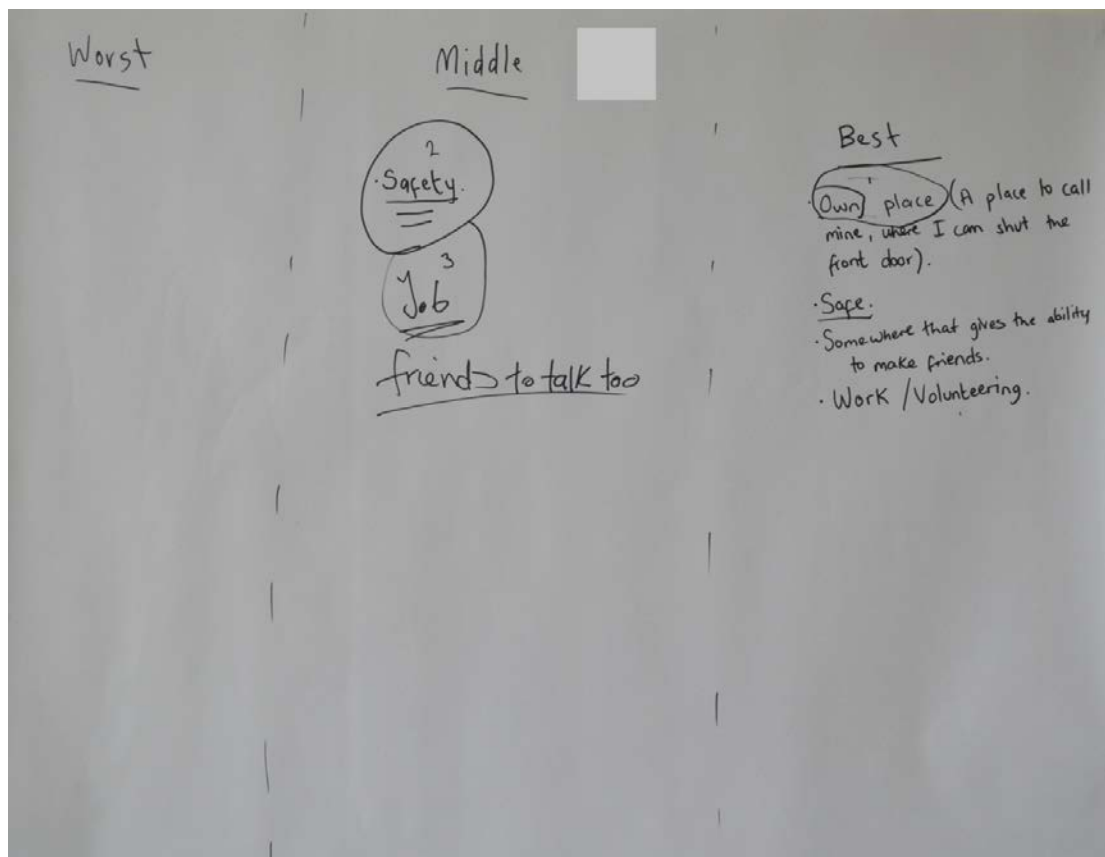 Worst
Middle
2
· Safety.
3
Job
friends to talk too
Best
· Own place (A place to call
mine, where I can shut the
front door).
· Safe.
· Somewhere that gives the ability
to make friends.
· Work / Volunteering.